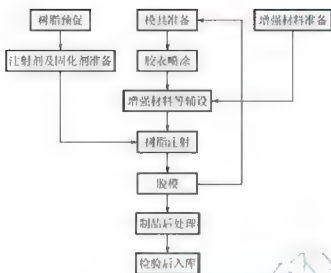 树脂预促
模具准备
增强材料准备
注射剂及固化剂准备
胶衣喷涂
增强材料等铺设
树脂注射
脱模
制品后处理
检验后入库